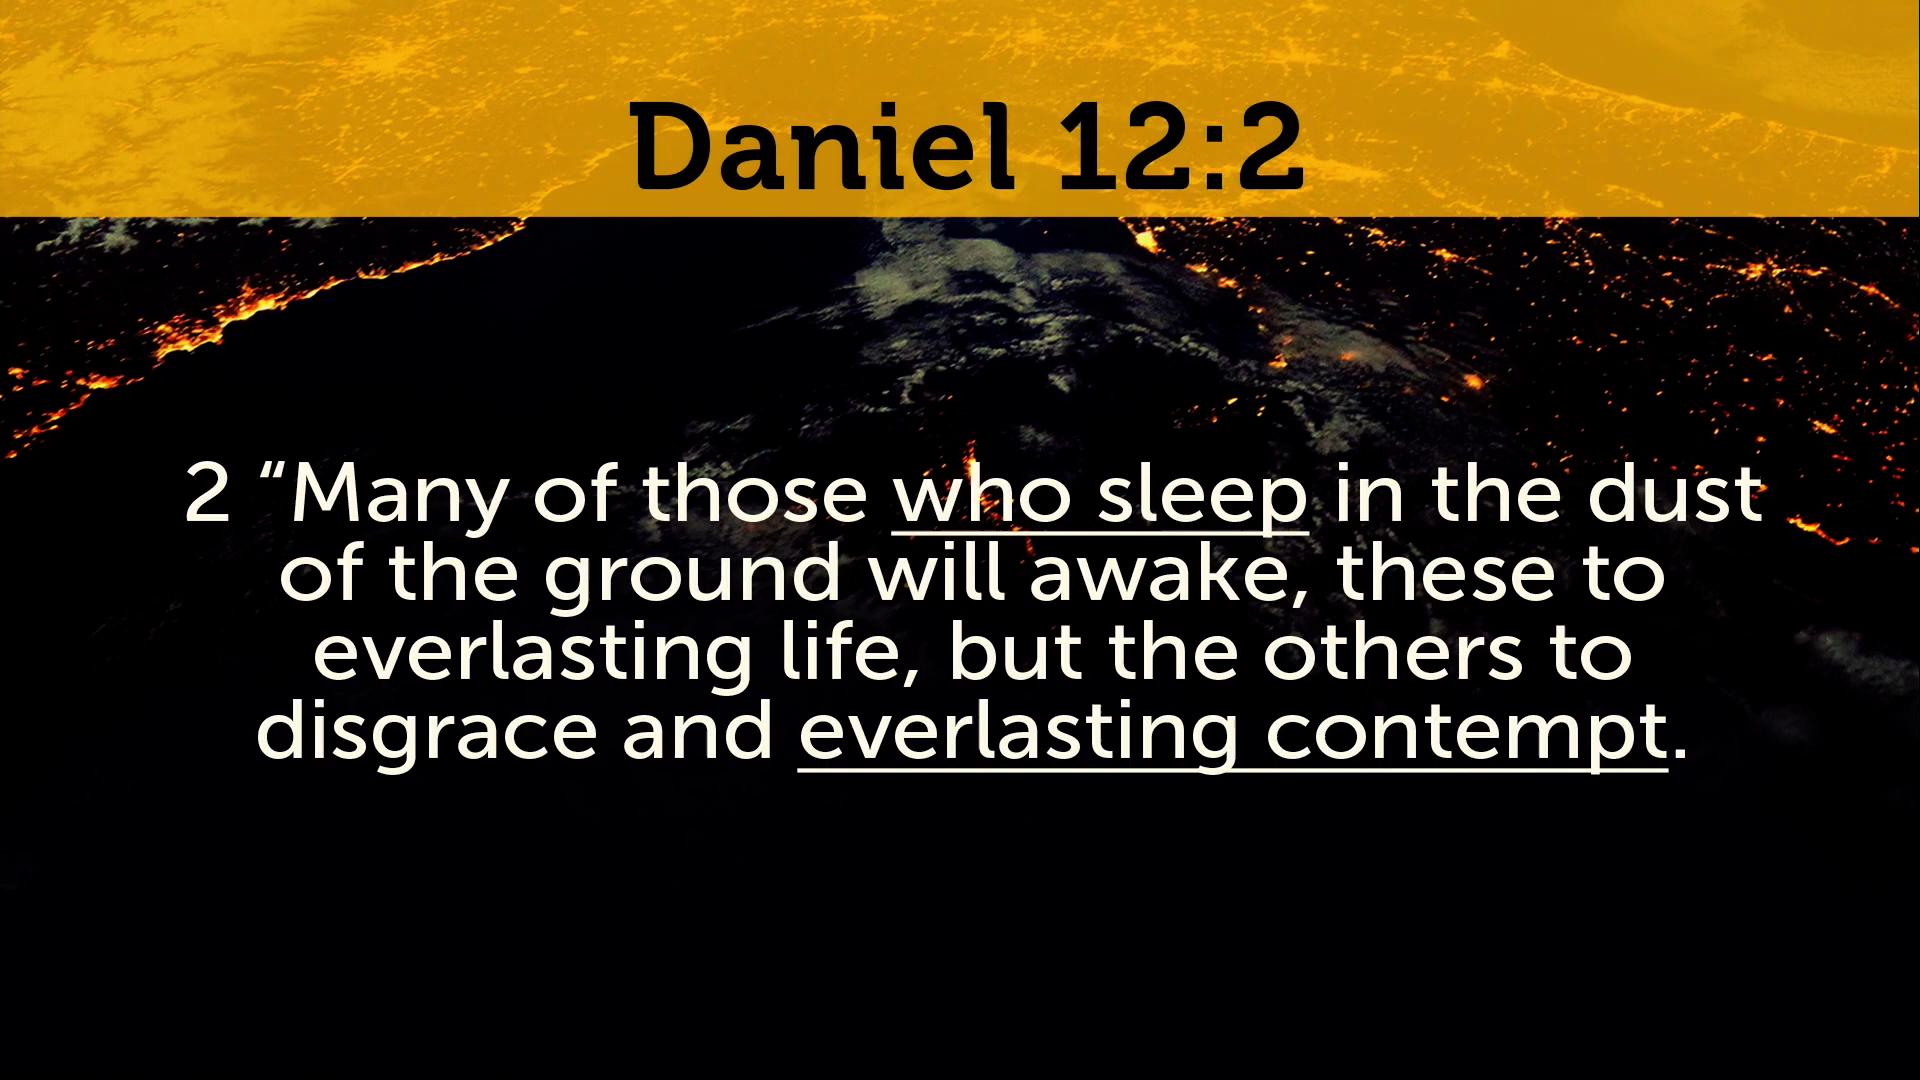 Daniel 12:2
2 “Many of those who sleep in the dust
of the ground will awake, these to
everlasting life, but the others to
disgrace and everlasting contempt.